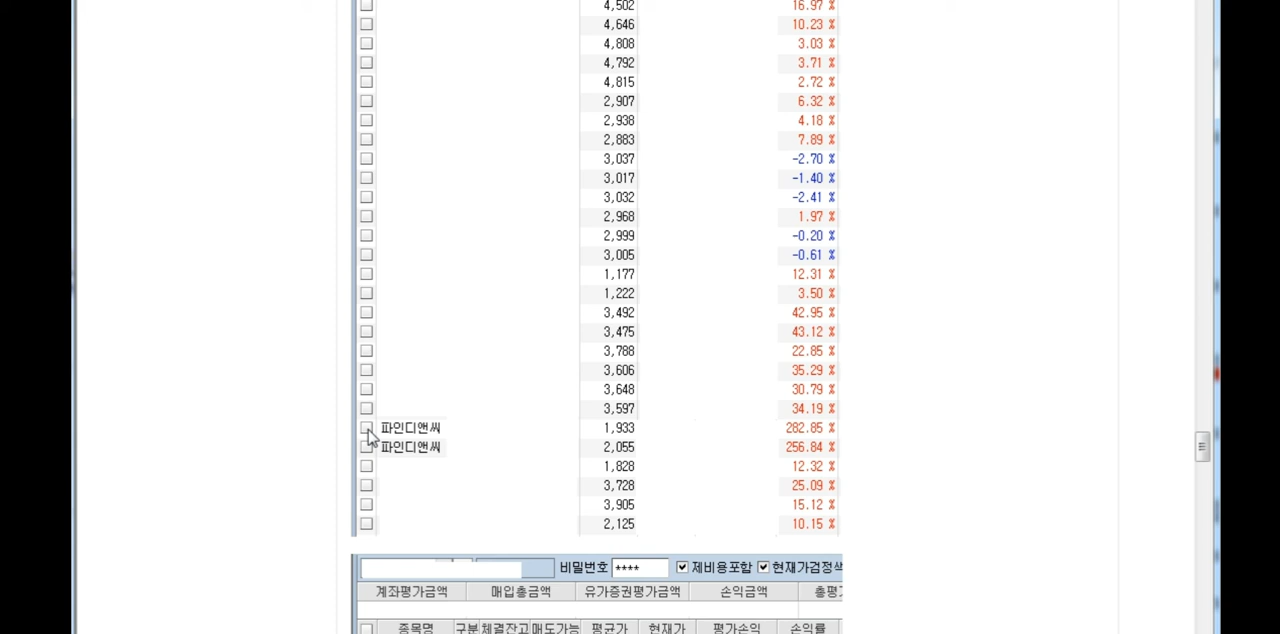 4,502 16.97 %
4,646 10.23 %
4,808 3.03 %
4,792 3.71 %
4,815 2.72 %
2,907 6.32 %
2,938 4.18 %
2,883 7.89 %
3,037 -2.70 %
3,017 -1.40 %
3,032 -2.41 %
2,968 1.97 %
2,999 -0.20 %
3,005 -0.61 %
1,177 12.31 %
1,222 3.50 %
3,492 42.95 %
3,475 43.12 %
3,788 22.85 %
3,606 35.29 %
3,648 30.79 %
3,597 34.19 %
파인디앤씨 1,933 282.85 %
파인디앤씨 2,055 256.84 %
1,828 12.32 %
3,728 25.09 %
3,905 15.12 %
2,125 10.15 %
비밀번호 **** 제비용포함 현재가검정색
계좌평가금액 매입총금액 유가증권평가금액 손익금액 총평가
종목명 구분 체결잔고 매도가능 평균가 현재가 평가손익 손익률